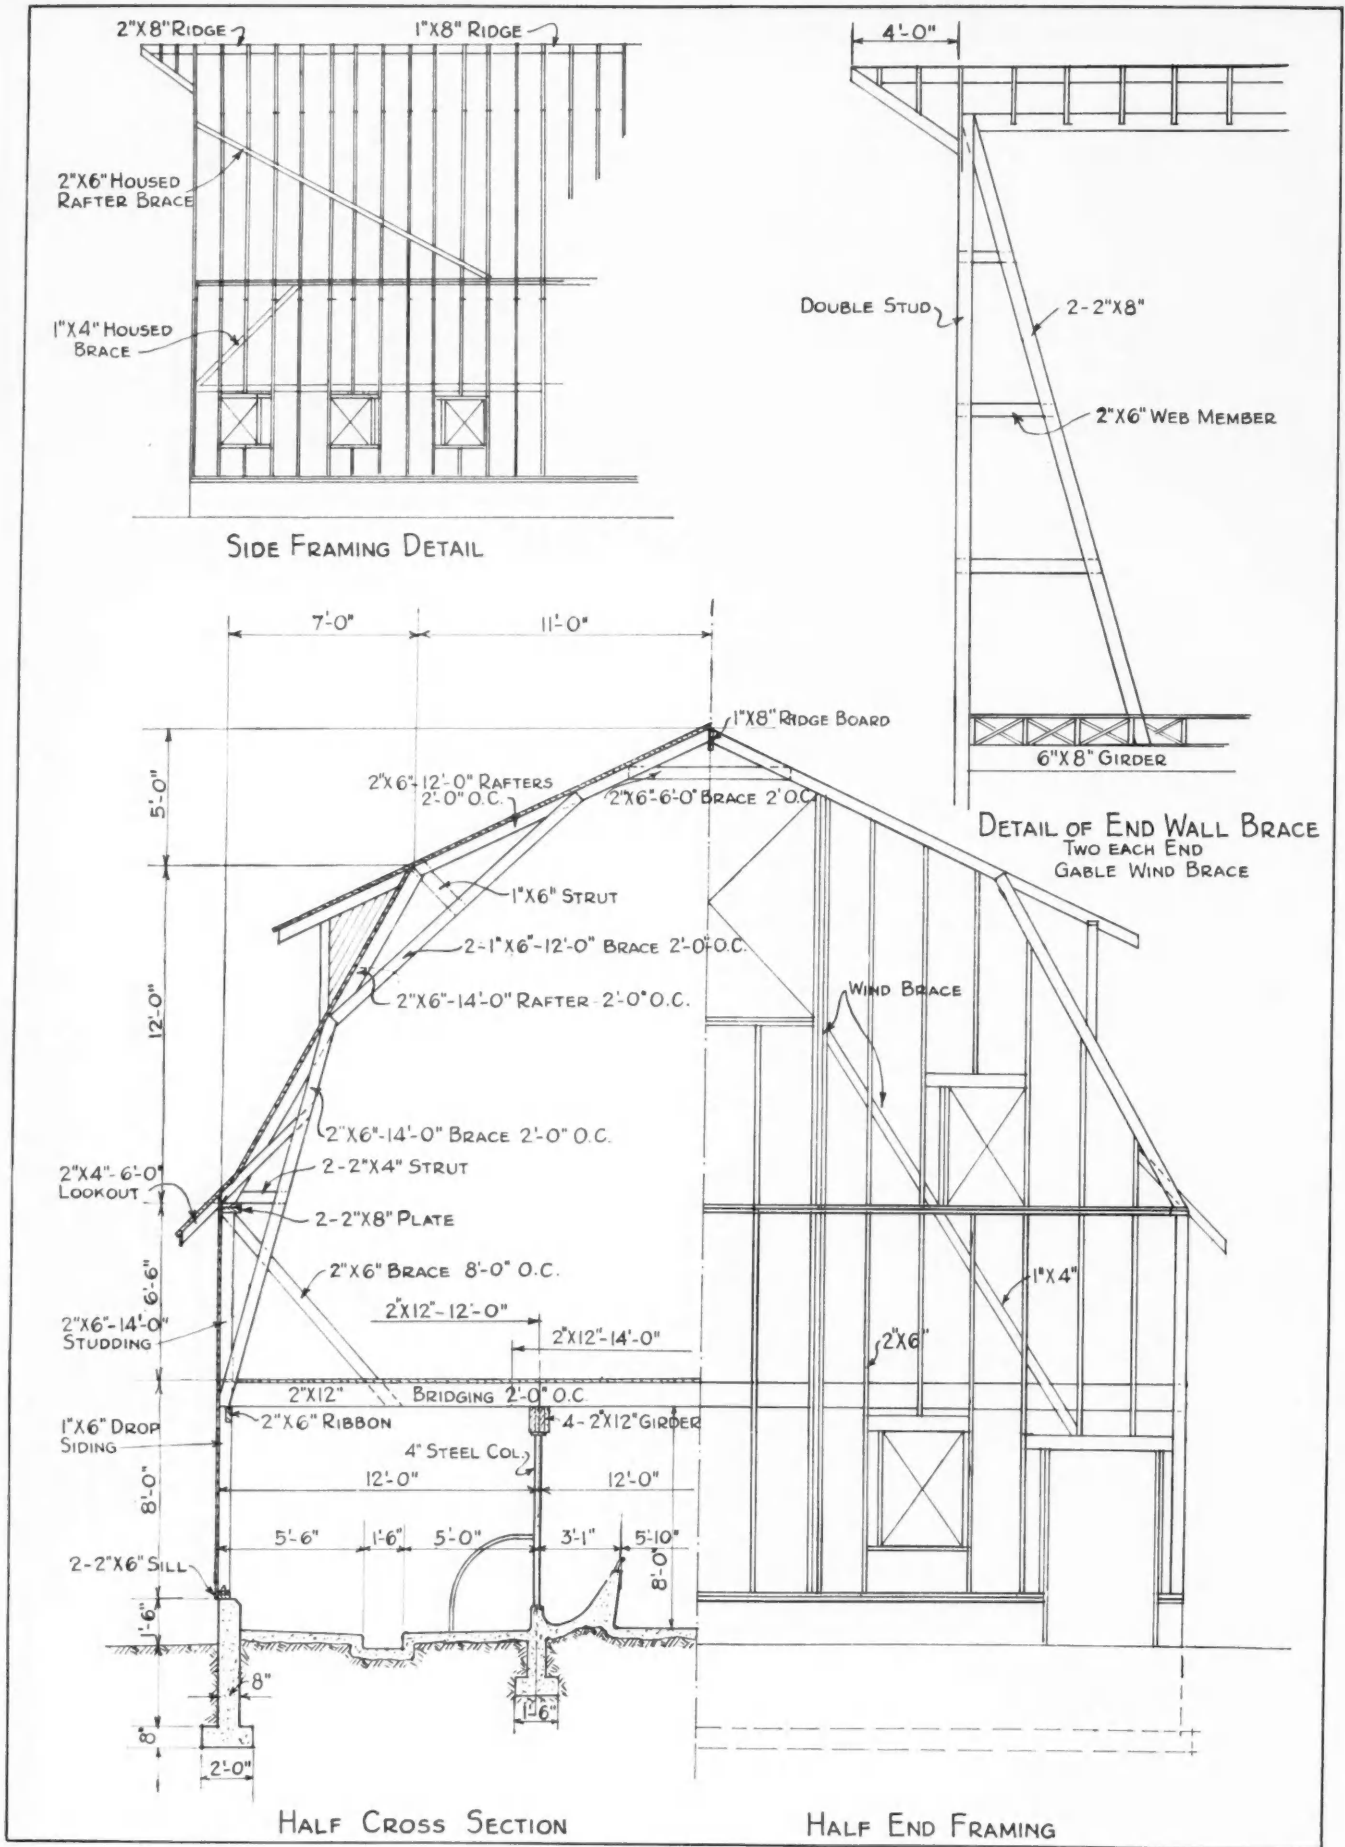 2"X8" RIDGE
1"X8" RIDGE
2"X6" HOUSED
RAFTER BRACE
1"X4" HOUSED
BRACE
SIDE FRAMING DETAIL
4'-0"
DOUBLE STUD
2-2"X8"
2"X6" WEB MEMBER
6"X8" GIRDER
DETAIL OF END WALL BRACE
TWO EACH END
GABLE WIND BRACE
7'-0"
11'-0"
1"X8" RIDGE BOARD
5'-0"
2"X6"-12'-0" RAFTERS
2'-0" O.C.
2"X6"-6'-0" BRACE 2' O.C.
1"X6" STRUT
2-1"X6"-12'-0" BRACE 2'-0" O.C.
2"X6"-14'-0" RAFTER 2'-0" O.C.
12'-0"
WIND BRACE
2"X6"-14'-0" BRACE 2'-0" O.C.
2-2"X4" STRUT
2"X4"-6'-0"
LOOKOUT
2-2"X8" PLATE
2"X6" BRACE 8'-0" O.C.
6'-6"
1"X4"
2"X12"-12'-0"
2"X6"-14'-0"
STUDDING
2"X12"-14'-0"
2"X6"
2"X12" BRIDGING 2'-0" O.C.
2"X6" RIBBON
4-2"X12" GIRDER
1"X6" DROP
SIDING
4" STEEL COL.
8'-0"
12'-0"
12'-0"
5'-6"
1'-6"
5'-0"
3'-1"
5'-10"
8'-0"
2-2"X6" SILL
1'-6"
8"
1'-6"
8"
2'-0"
HALF CROSS SECTION
HALF END FRAMING